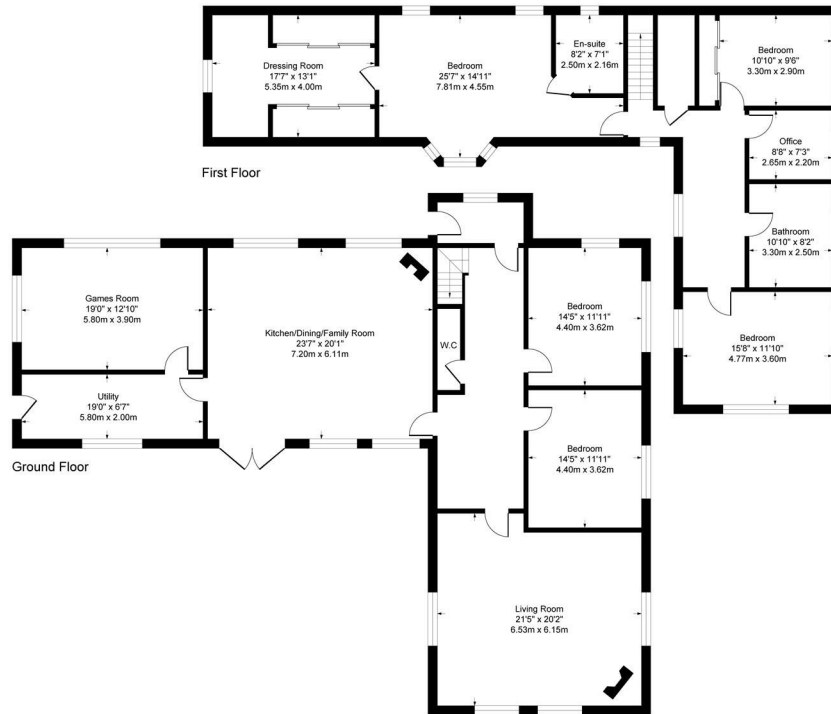 Dressing Room
17'7" x 13'1"
5.35m x 4.00m
Bedroom
25'7" x 14'11"
7.81m x 4.55m
En-suite
8'2" x 7'1"
2.50m x 2.16m
Bedroom
10'10" x 9'6"
3.30m x 2.90m
Office
8'8" x 7'3"
2.65m x 2.20m
Bathroom
10'10" x 8'2"
3.30m x 2.50m
Bedroom
15'8" x 11'10"
4.77m x 3.60m
First Floor
Games Room
19'0" x 12'10"
5.80m x 3.90m
Kitchen/Dining/Family Room
23'7" x 20'1"
7.20m x 6.11m
W.C
Bedroom
14'5" x 11'11"
4.40m x 3.62m
Utility
19'0" x 6'7"
5.80m x 2.00m
Bedroom
14'5" x 11'11"
4.40m x 3.62m
Ground Floor
Living Room
21'5" x 20'2"
6.53m x 6.15m